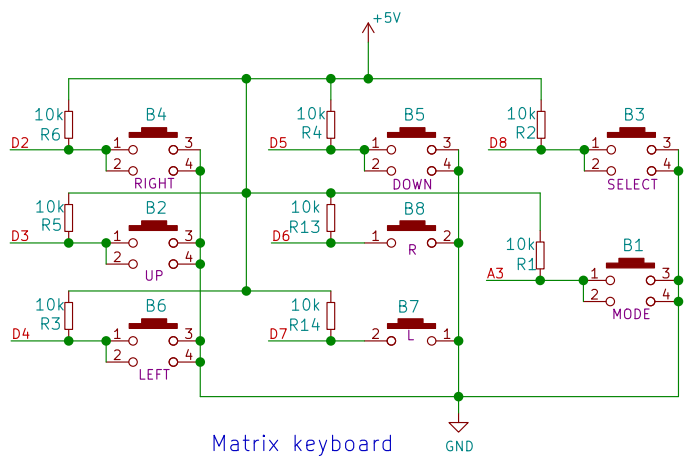 +5V
10k
R6
D2
B4
1
2
3
4
RIGHT
10k
R4
D5
B5
1
2
3
4
DOWN
10k
R2
D8
B3
1
2
3
4
SELECT
10k
R5
D3
B2
1
2
3
4
UP
10k
R13
D6
B8
1
2
R
10k
R1
A3
B1
1
2
3
4
MODE
10k
R3
D4
B6
1
2
3
4
LEFT
10k
R14
D7
B7
2
1
L
Matrix keyboard
GND